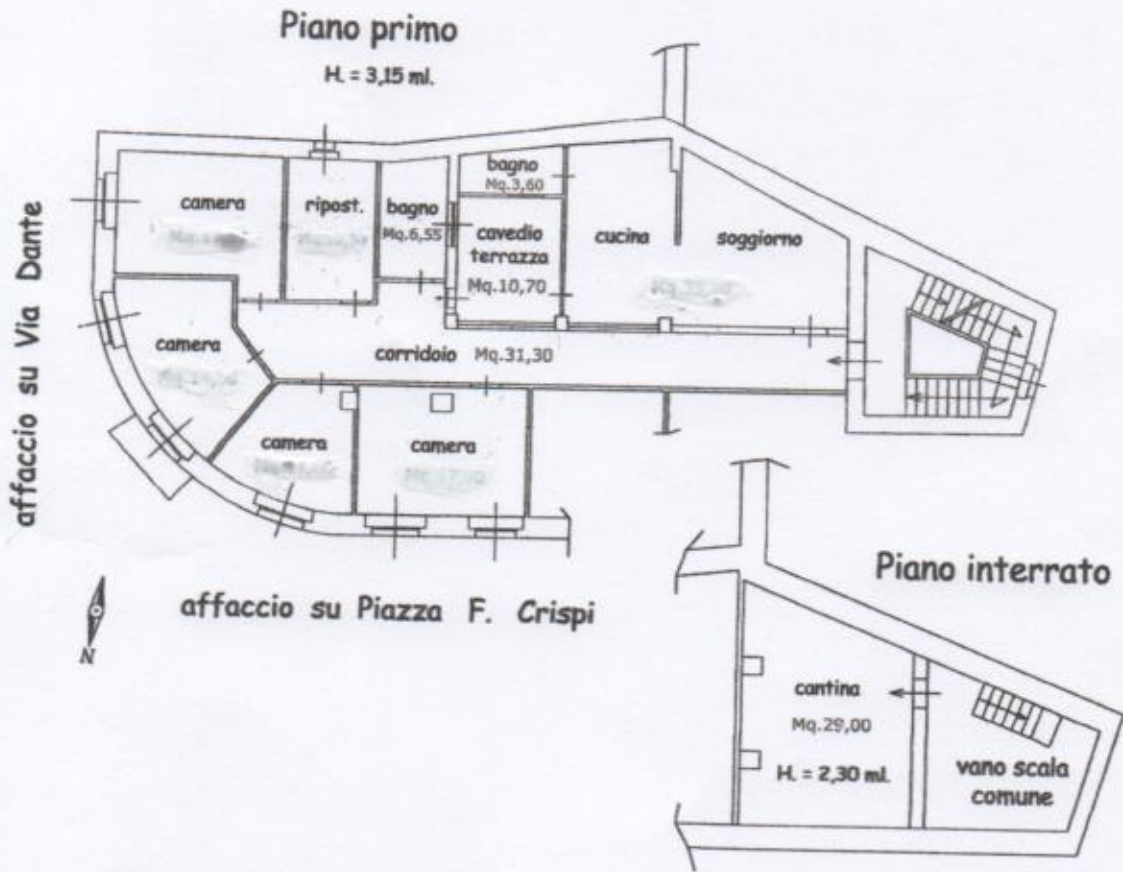 Piano primo
H. = 3,15 ml.
affaccio su Via Dante
camera
ripost.
bagno
Mq.6,55
bagno
Mq.3,60
cavedio
terrazza
Mq.10,70
cucina
soggiorno
camera
corridoio Mq.31,30
camera
camera
N
affaccio su Piazza F. Crispi
Piano interrato
cantina
Mq.29,00
H. = 2,30 ml.
vano scala
comune